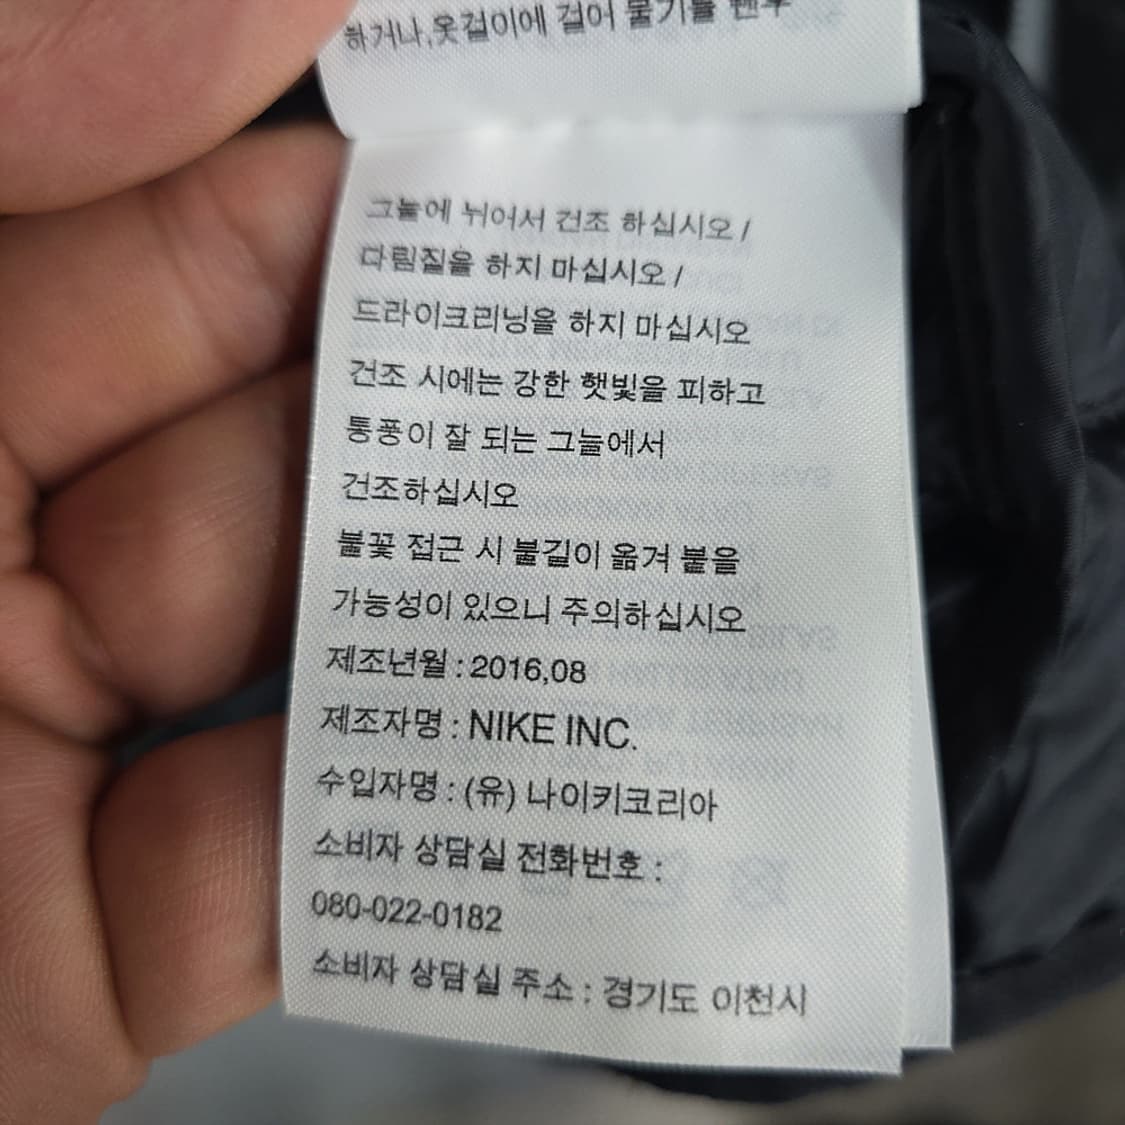 하거나,옷걸이에 걸어 물기를 뺀후
그늘에 뉘어서 건조 하십시오 /
다림질을 하지 마십시오 /
드라이크리닝을 하지 마십시오
건조 시에는 강한 햇빛을 피하고
통풍이 잘 되는 그늘에서
건조하십시오
불꽃 접근 시 불길이 옮겨 붙을
가능성이 있으니 주의하십시오
제조년월 : 2016,08
제조자명 : NIKE INC.
수입자명 : (유) 나이키코리아
소비자 상담실 전화번호 :
080-022-0182
소비자 상담실 주소 : 경기도 이천시